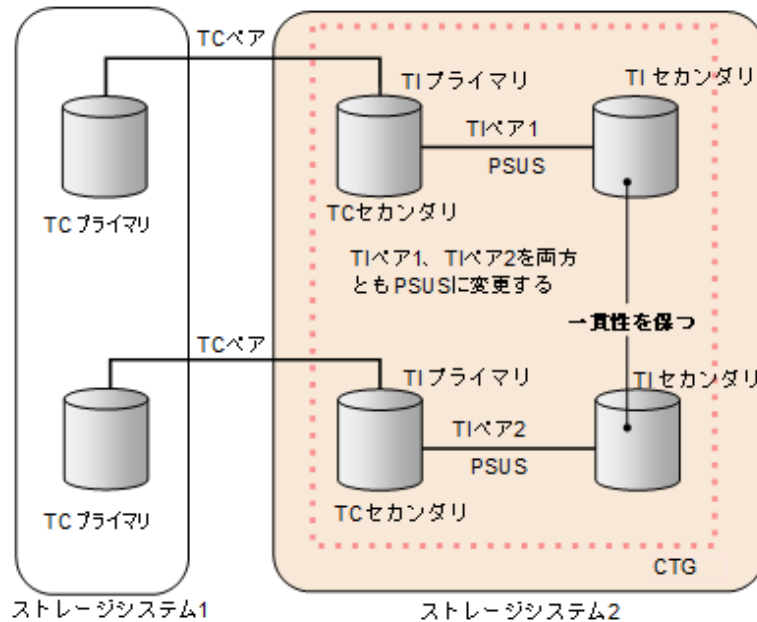 TCペア
TIプライマリ
TIセカンダリ
TIペア1
PSUS
TCプライマリ
TCセカンダリ
TIペア1、TIペア2を両方
ともPSUSに変更する
一貫性を保つ
TCペア
TIプライマリ
TIセカンダリ
TIペア2
PSUS
TCプライマリ
TCセカンダリ
CTG
ストレージシステム1
ストレージシステム2